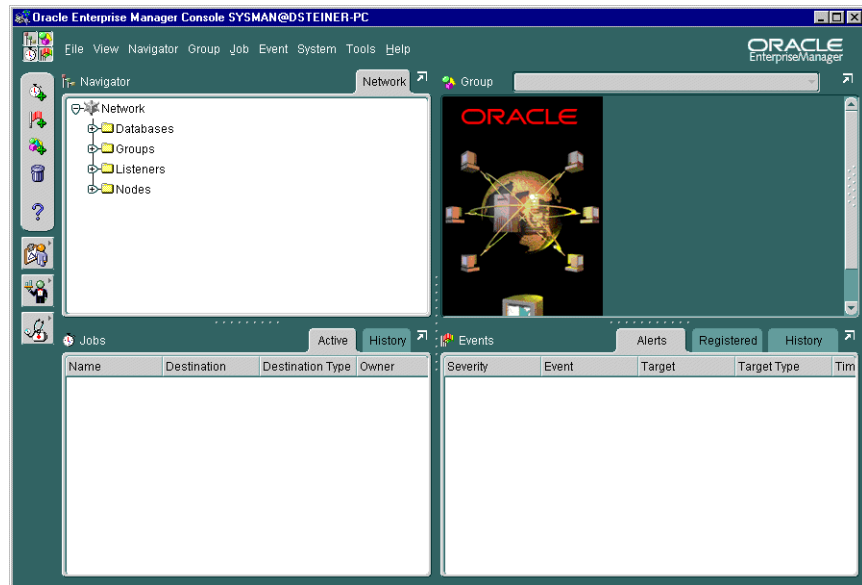 Oracle Enterprise Manager Console SYSMAN@DSTEINER-PC
File View Navigator Group Job Event System Tools Help
ORACLE
EnterpriseManager
Navigator
Network
Group
Network
Databases
Groups
Listeners
Nodes
ORACLE
?
Jobs
Active
History
Events
Alerts
Registered
History
Name Destination Destination Type Owner
Severity Event Target Target Type Tim